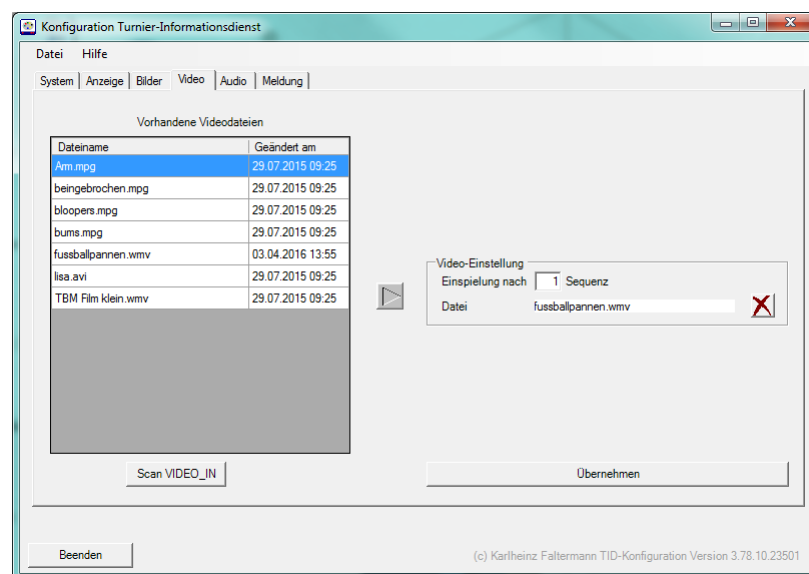 Konfiguration Turnier-Informationsdienst
Datei Hilfe
System Anzeige Bilder Video Audio Meldung
Vorhandene Videodateien
Dateiname Geändert am
Arm.mpg 29.07.2015 09:25
beingebrochen.mpg 29.07.2015 09:25
bloopers.mpg 29.07.2015 09:25
bums.mpg 29.07.2015 09:25
fussballpannen.wmv 03.04.2016 13:55
lisa.avi 29.07.2015 09:25
TBM Film klein.wmv 29.07.2015 09:25
Video-Einstellung
Einspielung nach 1 Sequenz
Datei fussballpannen.wmv
Scan VIDEO_IN
Übernehmen
Beenden
(c) Karlheinz Faltermann TID-Konfiguration Version 3.78.10.23501